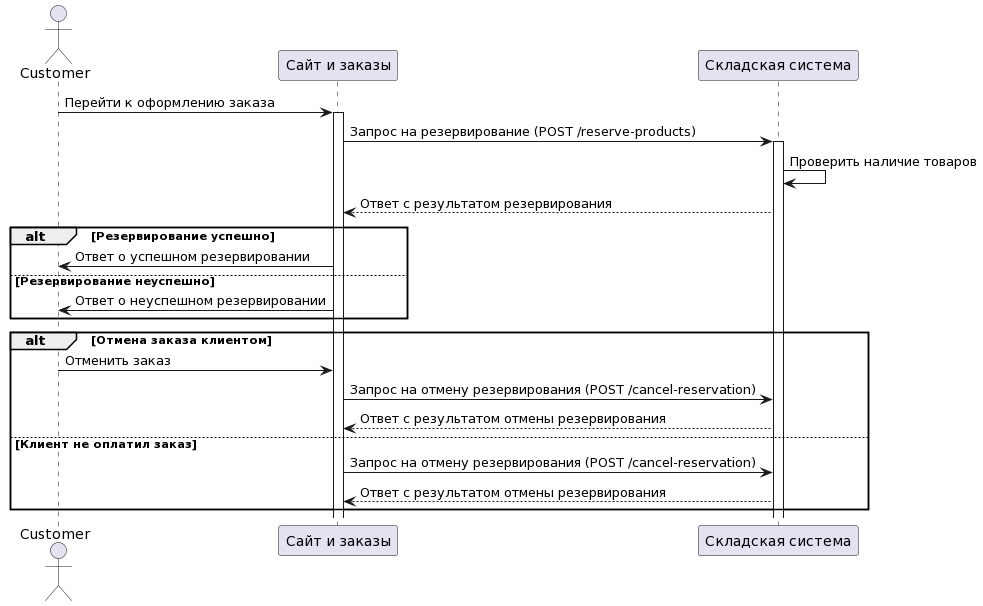 Customer
Сайт и заказы
Складская система
Перейти к оформлению заказа
Запрос на резервирование (POST /reserve-products)
Проверить наличие товаров
Ответ с результатом резервирования
alt
[Резервирование успешно]
Ответ о успешном резервировании
[Резервирование неуспешно]
Ответ о неуспешном резервировании
alt
[Отмена заказа клиентом]
Отменить заказ
Запрос на отмену резервирования (POST /cancel-reservation)
Ответ с результатом отмены резервирования
[Клиент не оплатил заказ]
Запрос на отмену резервирования (POST /cancel-reservation)
Ответ с результатом отмены резервирования
Customer
Сайт и заказы
Складская система